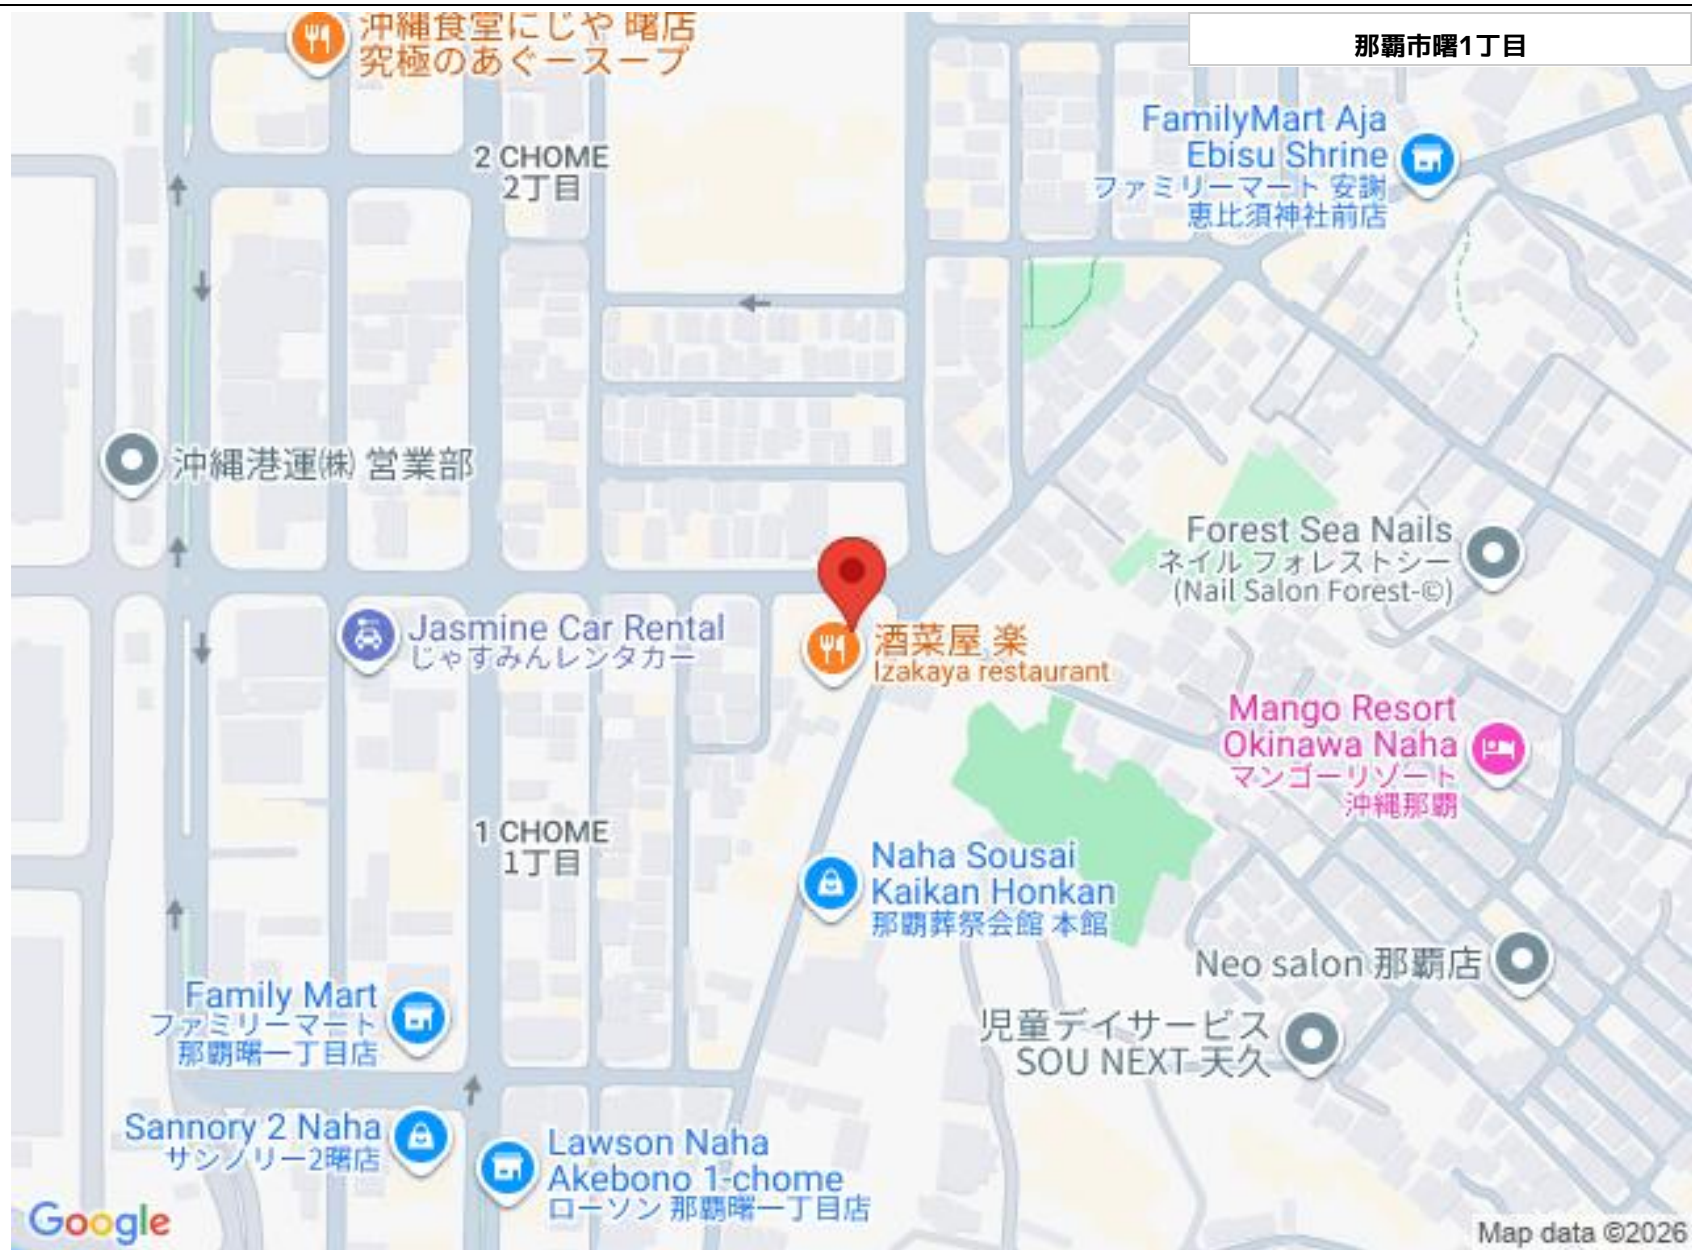 沖縄食堂にじや 曙店
究極のあぐースープ
那覇市曙1丁目
FamilyMart Aja
Ebisu Shrine
ファミリーマート 安謝
恵比須神社前店
2 CHOME
2丁目
沖縄港運㈱ 営業部
Forest Sea Nails
ネイル フォレストシー
(Nail Salon Forest-©)
Jasmine Car Rental
じゃすみんレンタカー
酒菜屋 楽
Izakaya restaurant
Mango Resort
Okinawa Naha
マンゴーリゾート
沖縄那覇
1 CHOME
1丁目
Naha Sousai
Kaikan Honkan
那覇葬祭会館 本館
Neo salon 那覇店
Family Mart
ファミリーマート
那覇曙一丁目店
児童デイサービス
SOU NEXT 天久
Sannory 2 Naha
サンノリー2曙店
Lawson Naha
Akebono 1-chome
ローソン 那覇曙一丁目店
Google
Map data ©2026